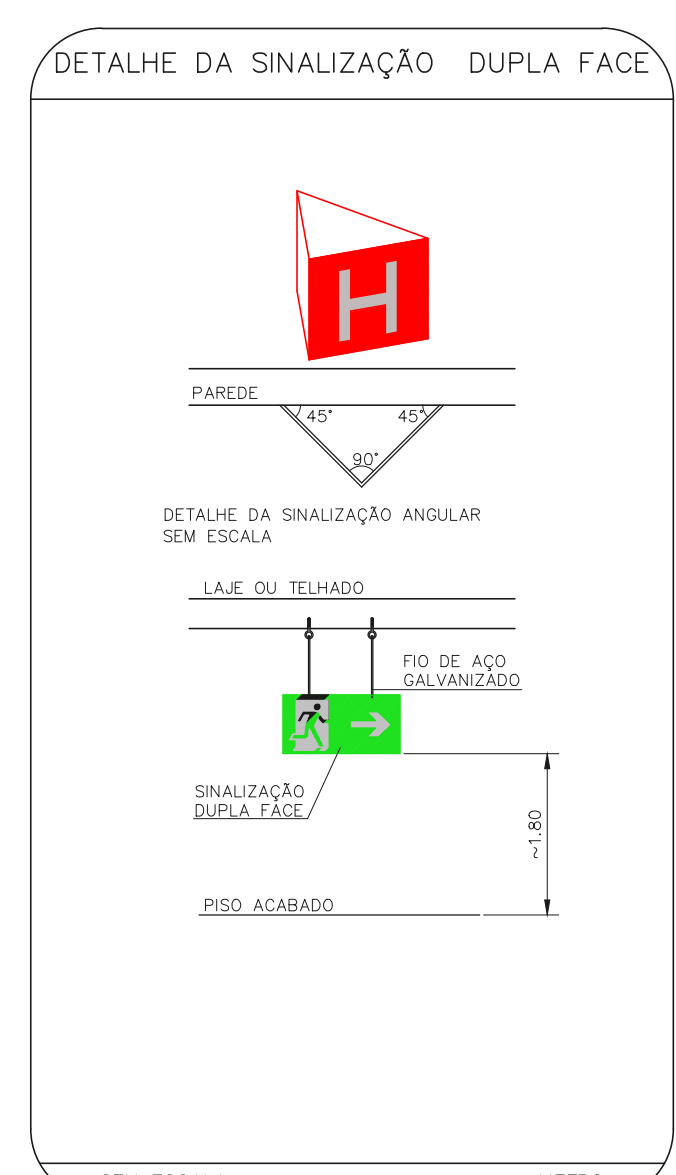 DETALHE DA SINALIZAÇÃO DUPLA FACE
H
PAREDE
45° 45°
90°
DETALHE DA SINALIZAÇÃO ANGULAR
SEM ESCALA
LAJE OU TELHADO
FIO DE AÇO
GALVANIZADO
SINALIZAÇÃO
DUPLA FACE
~1.80
PISO ACABADO